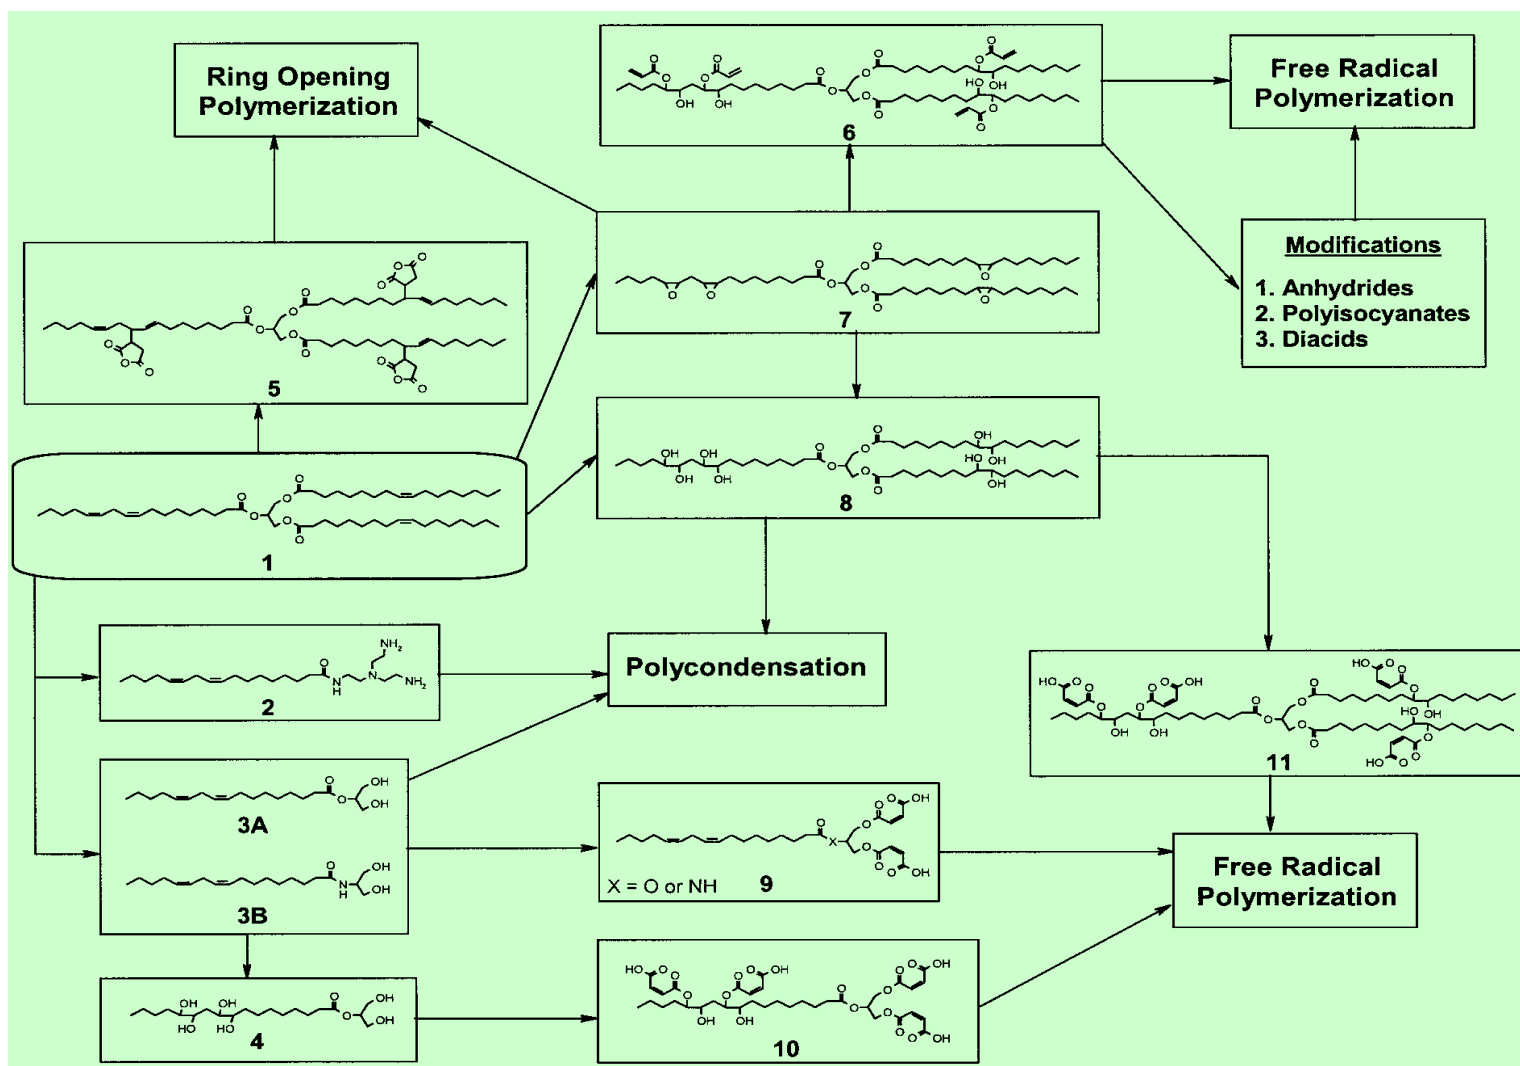 Ring Opening
Polymerization
6
Free Radical
Polymerization
7
Modifications
1. Anhydrides
2. Polyisocyanates
3. Diacids
5
1
8
2
Polycondensation
3A
3B
X = O or NH
9
11
Free Radical
Polymerization
4
10